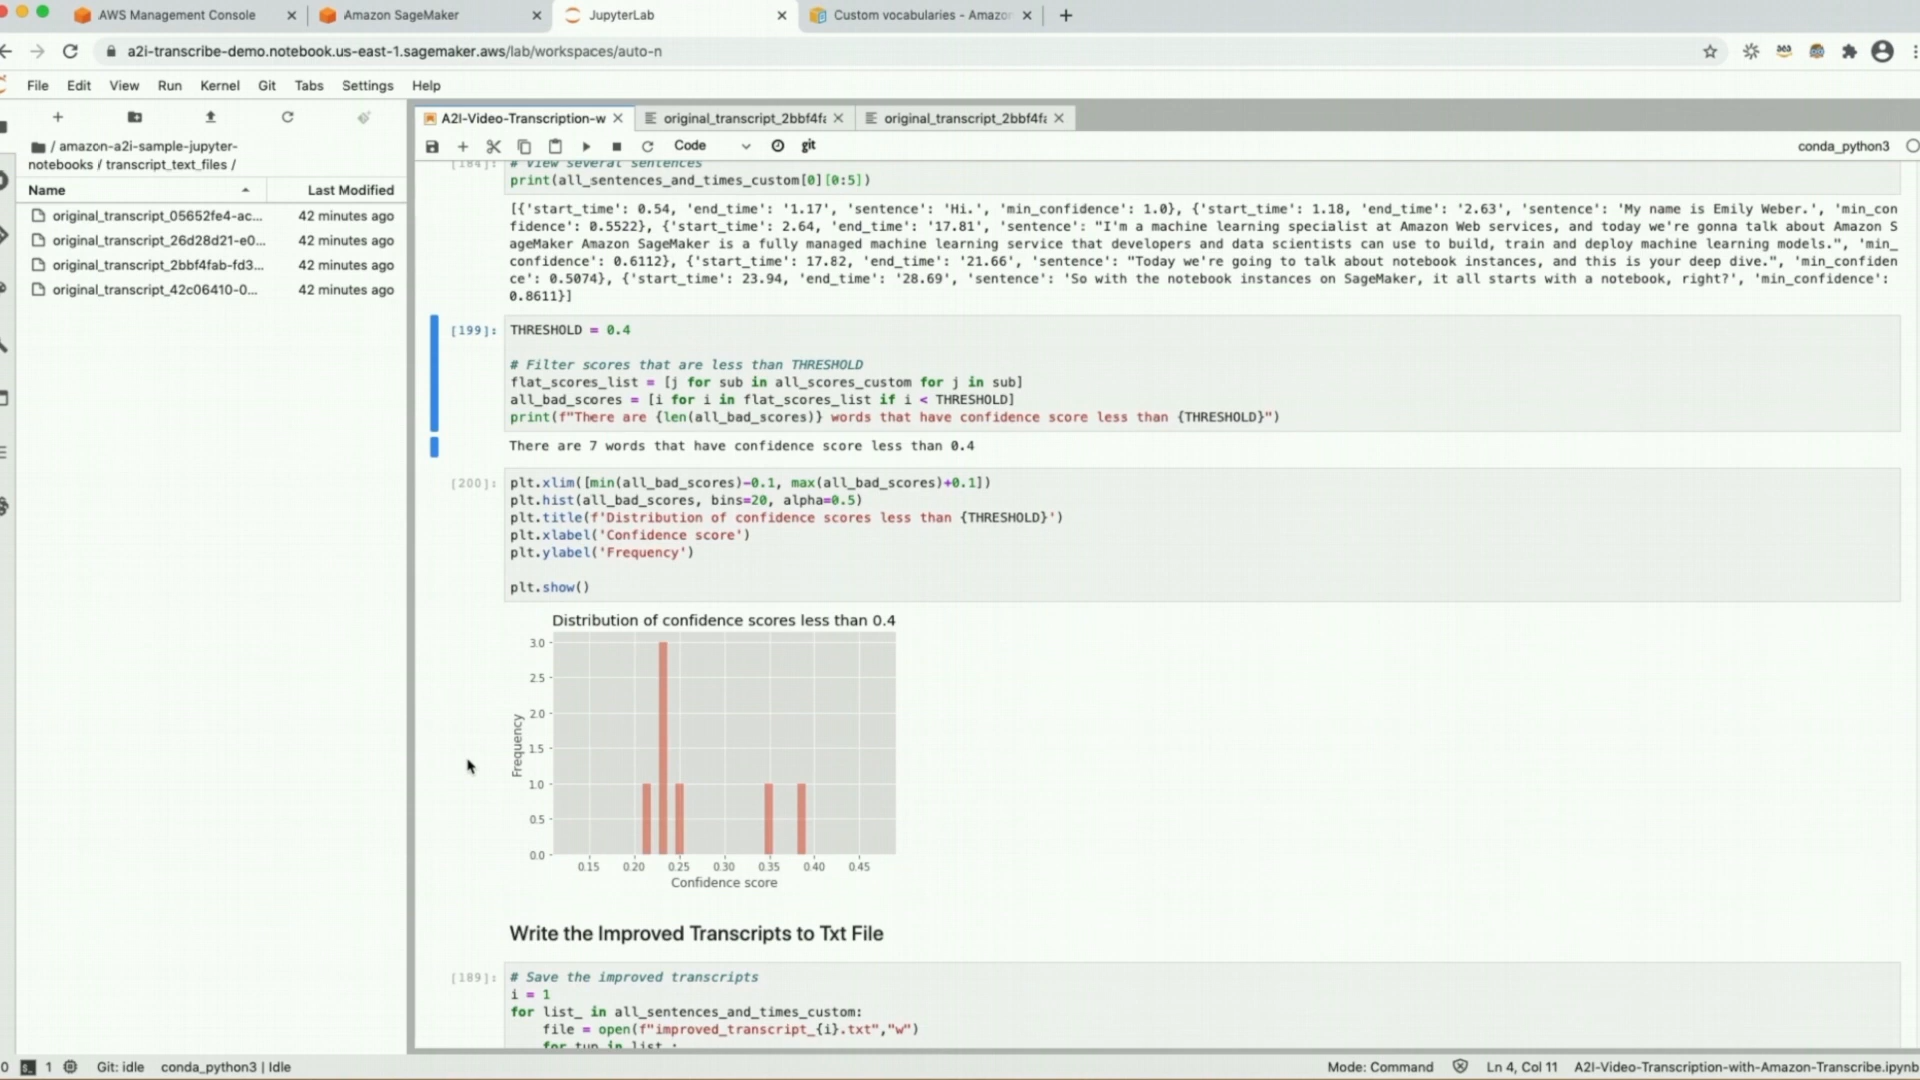 AWS Management Console
Amazon SageMaker
JupyterLab
Custom vocabularies - Amazon
a2i-transcribe-demo.notebook.us-east-1.sagemaker.aws/lab/workspaces/auto-n
File Edit View Run Kernel Git Tabs Settings Help
/ amazon-a2i-sample-jupyter-
notebooks / transcript_text_files /
Name Last Modified
original_transcript_05652fe4-ac... 42 minutes ago
original_transcript_26d28d21-e0... 42 minutes ago
original_transcript_2bbf4fab-fd3... 42 minutes ago
original_transcript_42c06410-0... 42 minutes ago
A2I-Video-Transcription-w
original_transcript_2bbf4fa
original_transcript_2bbf4fa
Code git conda_python3
[184]: # View several sentences
print(all_sentences_and_times_custom[0][0:5])
[{'start_time': 0.54, 'end_time': '1.17', 'sentence': 'Hi.', 'min_confidence': 1.0}, {'start_time': 1.18, 'end_time': '2.63', 'sentence': 'My name is Emily Weber.', 'min_con
fidence': 0.5522}, {'start_time': 2.64, 'end_time': '17.81', 'sentence': "I'm a machine learning specialist at Amazon Web services, and today we're gonna talk about Amazon S
ageMaker Amazon SageMaker is a fully managed machine learning service that developers and data scientists can use to build, train and deploy machine learning models.", 'min_
confidence': 0.6112}, {'start_time': 17.82, 'end_time': '21.66', 'sentence': "Today we're going to talk about notebook instances, and this is your deep dive.", 'min_confiden
ce': 0.5074}, {'start_time': 23.94, 'end_time': '28.69', 'sentence': 'So with the notebook instances on SageMaker, it all starts with a notebook, right?', 'min_confidence':
0.8611}]
[199]: THRESHOLD = 0.4
# Filter scores that are less than THRESHOLD
flat_scores_list = [j for sub in all_scores_custom for j in sub]
all_bad_scores = [i for i in flat_scores_list if i < THRESHOLD]
print(f"There are {len(all_bad_scores)} words that have confidence score less than {THRESHOLD}")
There are 7 words that have confidence score less than 0.4
[200]: plt.xlim([min(all_bad_scores)-0.1, max(all_bad_scores)+0.1])
plt.hist(all_bad_scores, bins=20, alpha=0.5)
plt.title(f'Distribution of confidence scores less than {THRESHOLD}')
plt.xlabel('Confidence score')
plt.ylabel('Frequency')
plt.show()
Distribution of confidence scores less than 0.4
3.0
2.5
2.0
1.5
1.0
0.5
0.0
Frequency
0.15 0.20 0.25 0.30 0.35 0.40 0.45
Confidence score
Write the Improved Transcripts to Txt File
[189]: # Save the improved transcripts
i = 1
for list_ in all_sentences_and_times_custom:
file = open(f"improved_transcript_{i}.txt","w")
for tup in list_:
0 1 Git: idle conda_python3 | Idle Mode: Command Ln 4, Col 11 A2I-Video-Transcription-with-Amazon-Transcribe.ipynb